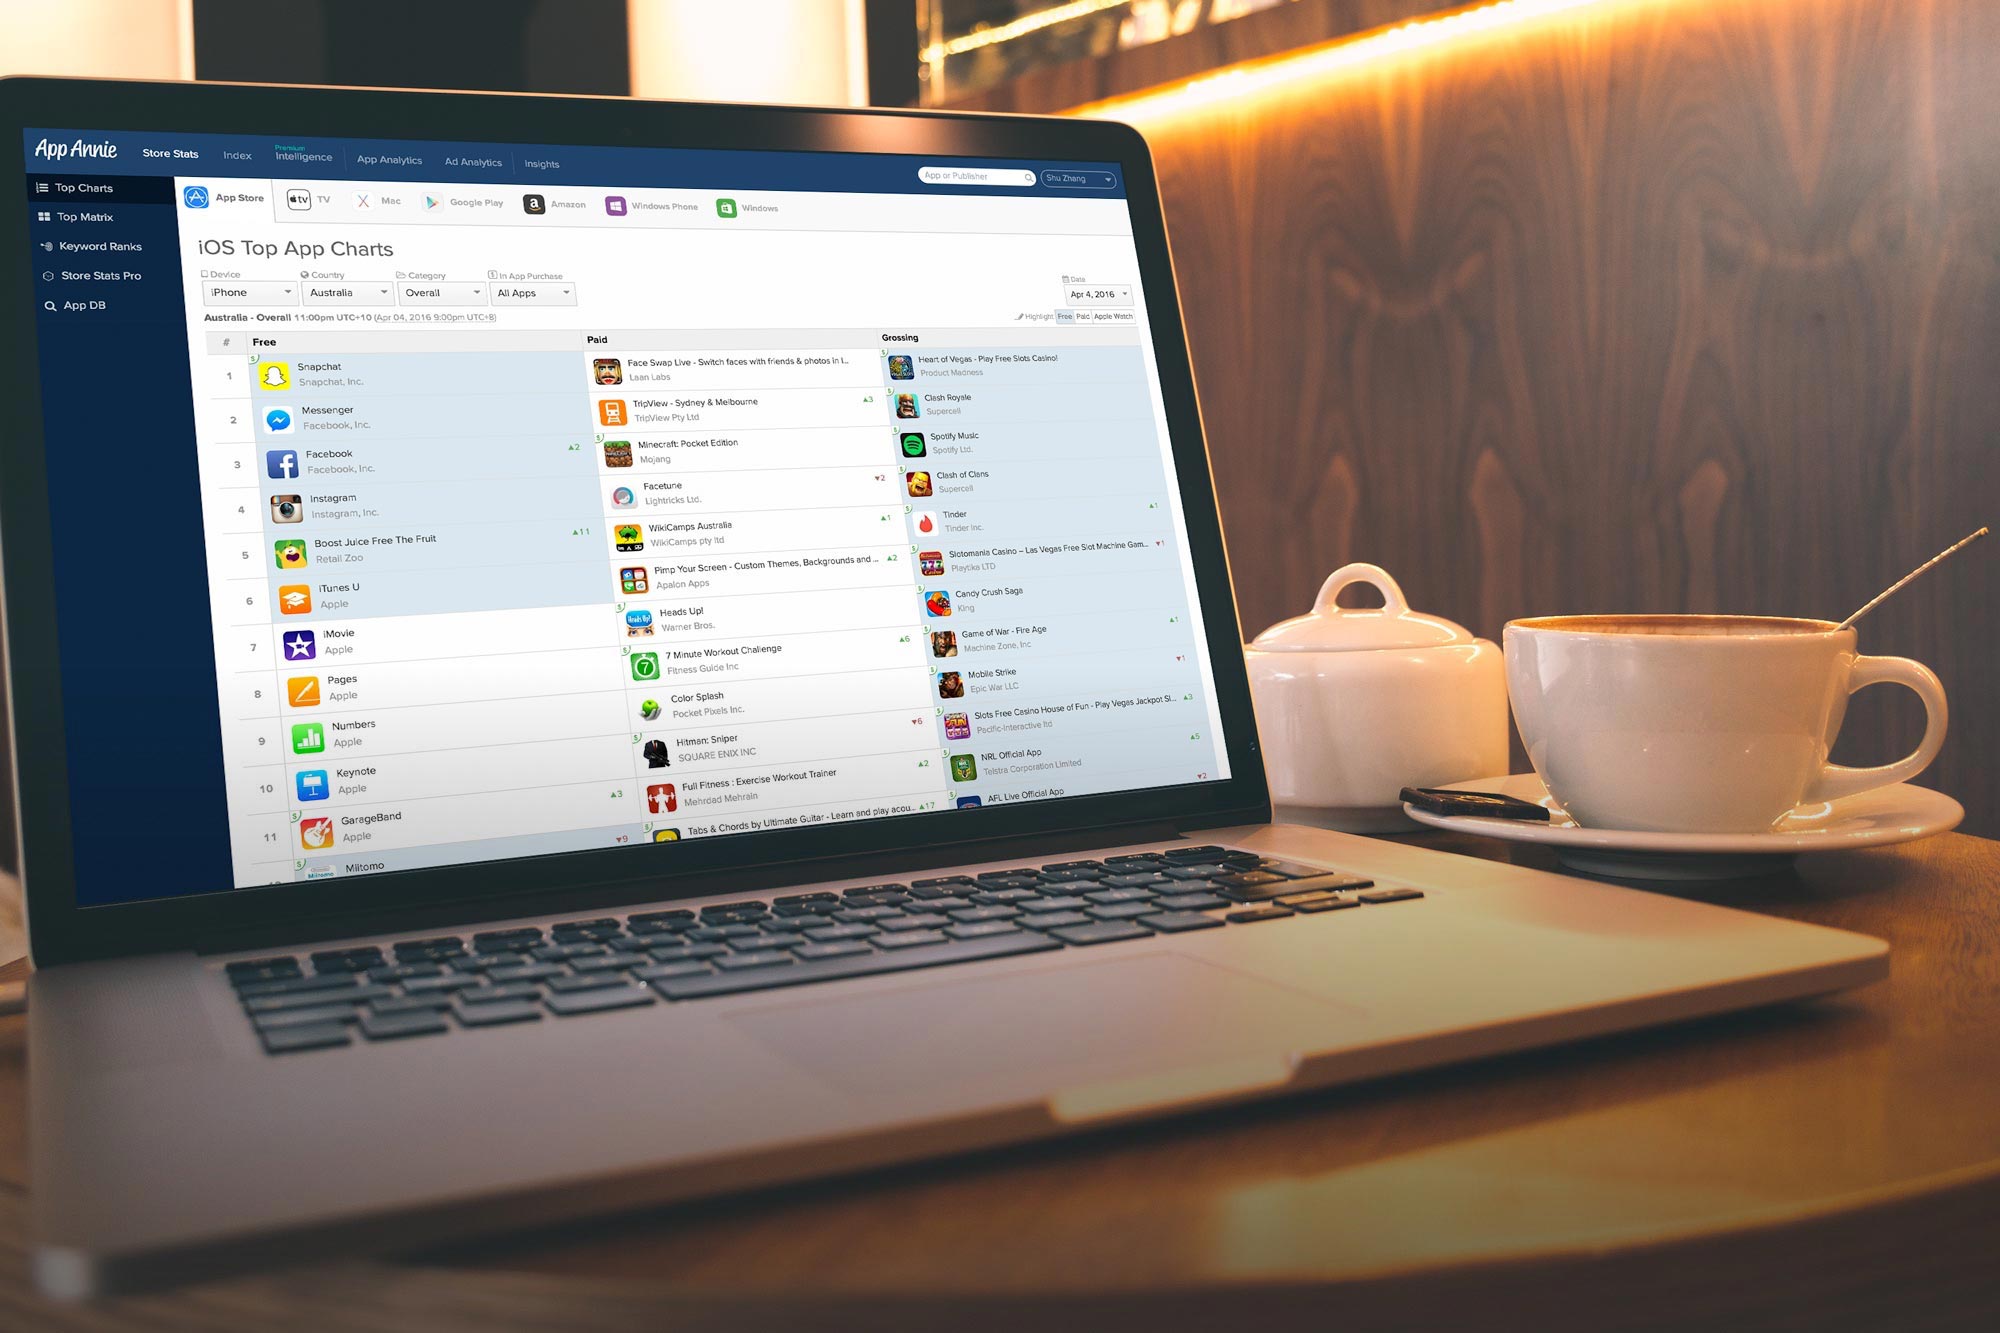 App Annie
Store Stats
Index
Premium
Intelligence
App Analytics
Ad Analytics
Insights
App or Publisher
Shu Zhang
Top Charts
Top Matrix
Keyword Ranks
Store Stats Pro
App DB
App Store
tv TV
X Mac
Google Play
a Amazon
Windows Phone
Windows
iOS Top App Charts
Device
Country
Category
$ In App Purchase
Date
iPhone
Australia
Overall
All Apps
Apr 4, 2016
Australia - Overall 11:00pm UTC+10 (Apr 04, 2016 9:00pm UTC+8)
Highlight Free Paid Apple Watch
# Free Paid Grossing
1
Snapchat
Snapchat, Inc.
Face Swap Live - Switch faces with friends & photos in l...
Laan Labs
Heart of Vegas - Play Free Slots Casino!
Product Madness
2
Messenger
Facebook, Inc.
TripView - Sydney & Melbourne ▲3
TripView Pty Ltd
Clash Royale
Supercell
3
Facebook ▲2
Facebook, Inc.
Minecraft: Pocket Edition
Mojang
Spotify Music
Spotify Ltd.
4
Instagram
Instagram, Inc.
Facetune ▼2
Lightricks Ltd.
Clash of Clans
Supercell
5
Boost Juice Free The Fruit ▲11
Retail Zoo
WikiCamps Australia ▲1
WikiCamps pty ltd
Tinder ▲1
Tinder Inc.
6
iTunes U
Apple
Pimp Your Screen - Custom Themes, Backgrounds and ... ▲2
Apalon Apps
Slotomania Casino – Las Vegas Free Slot Machine Gam... ▼1
Playtika LTD
7
iMovie
Apple
Heads Up!
Heads Up!
Warner Bros.
Candy Crush Saga
King
8
Pages
Apple
7
7 Minute Workout Challenge ▲6
Fitness Guide Inc
Game of War - Fire Age ▲1
Machine Zone, Inc
9
Numbers
Apple
Color Splash
Pocket Pixels Inc.
Mobile Strike ▼1
Epic War LLC
10
Keynote
Apple
Hitman: Sniper ▼6
SQUARE ENIX INC
Slots Free Casino House of Fun - Play Vegas Jackpot Sl... ▲3
Pacific-Interactive ltd
11
GarageBand ▲3
Apple
Full Fitness : Exercise Workout Trainer ▲2
Mehrdad Mehrain
NRL Official App ▲5
Telstra Corporation Limited
Miitomo ▼9
Miitomo
Tabs & Chords by Ultimate Guitar - Learn and play acou... ▲17
AFL Live Official App ▼2